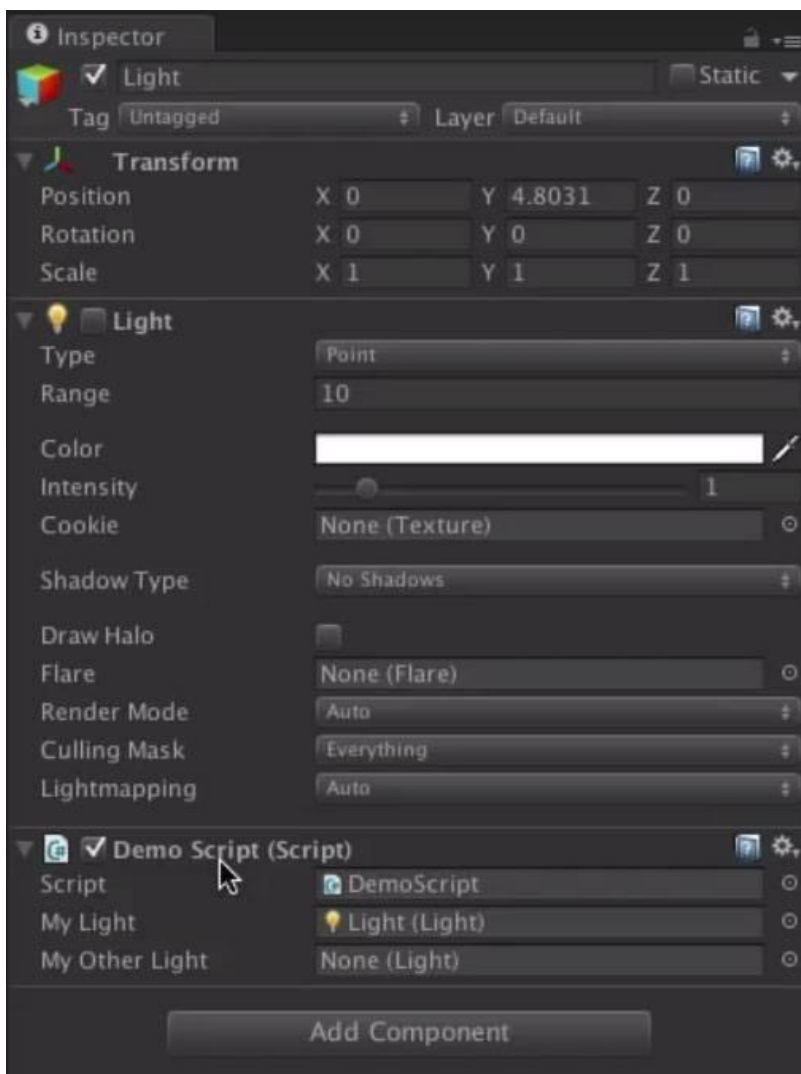 Inspector
Light Static
Tag Untagged Layer Default
Transform
Position X 0 Y 4.8031 Z 0
Rotation X 0 Y 0 Z 0
Scale X 1 Y 1 Z 1
Light
Type Point
Range 10
Color
Intensity 1
Cookie None (Texture)
Shadow Type No Shadows
Draw Halo
Flare None (Flare)
Render Mode Auto
Culling Mask Everything
Lightmapping Auto
Demo Script (Script)
Script DemoScript
My Light Light (Light)
My Other Light None (Light)
Add Component